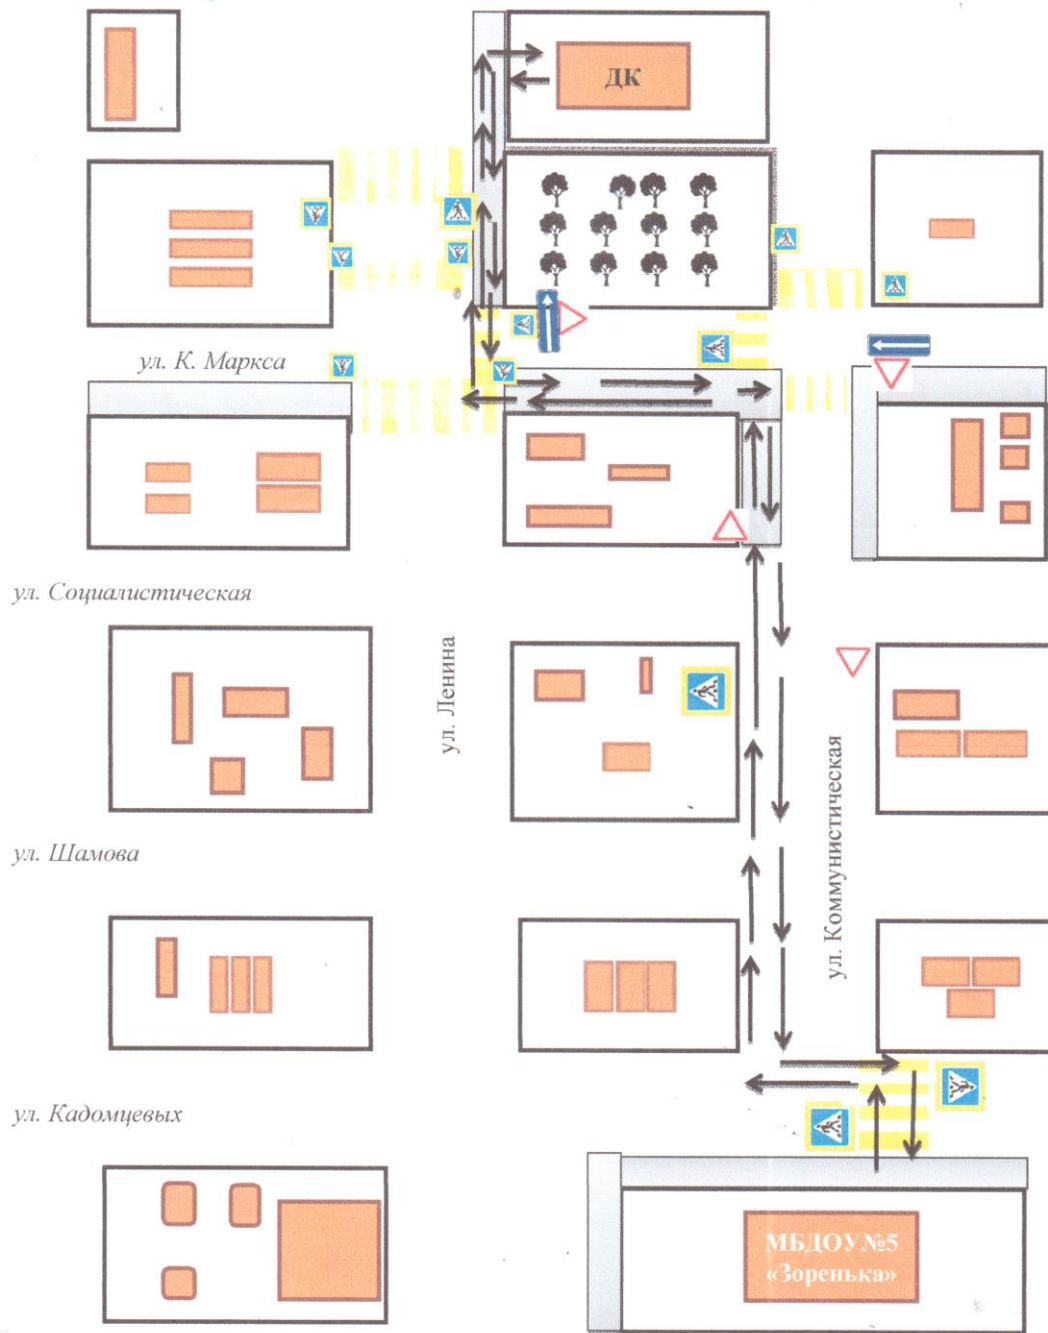 ДК
ул. К. Маркса
ул. Социалистическая
ул. Ленина
ул. Шамова
ул. Коммунистическая
ул. Кадомцевых
МБДОУ№5
«Зоренька»